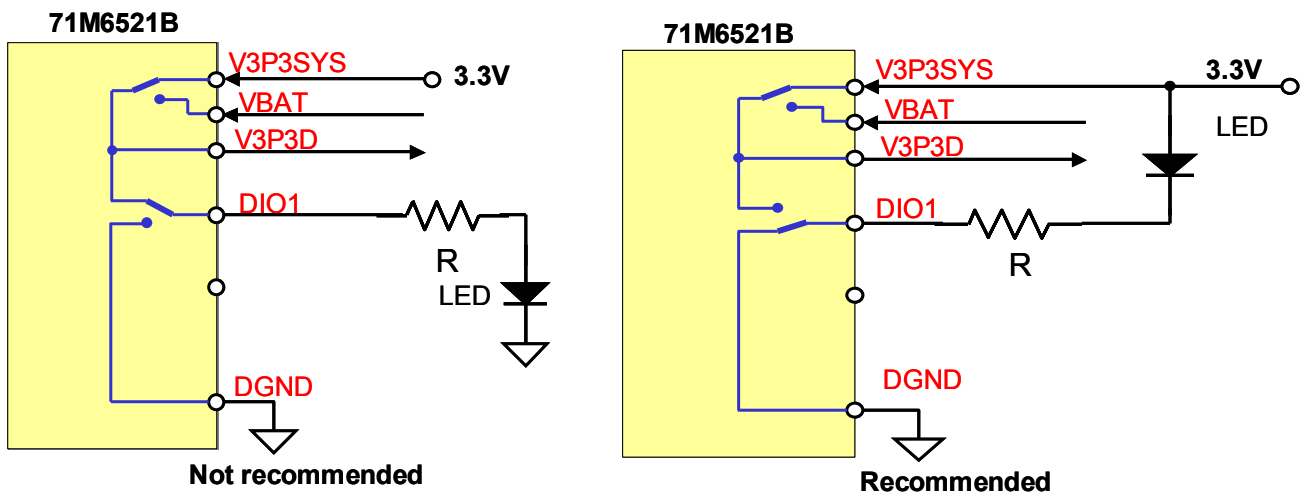 71M6521B
V3P3SYS
3.3V
VBAT
V3P3D
DIO1
R
LED
DGND
Not recommended
71M6521B
V3P3SYS
3.3V
VBAT
LED
V3P3D
DIO1
R
DGND
Recommended